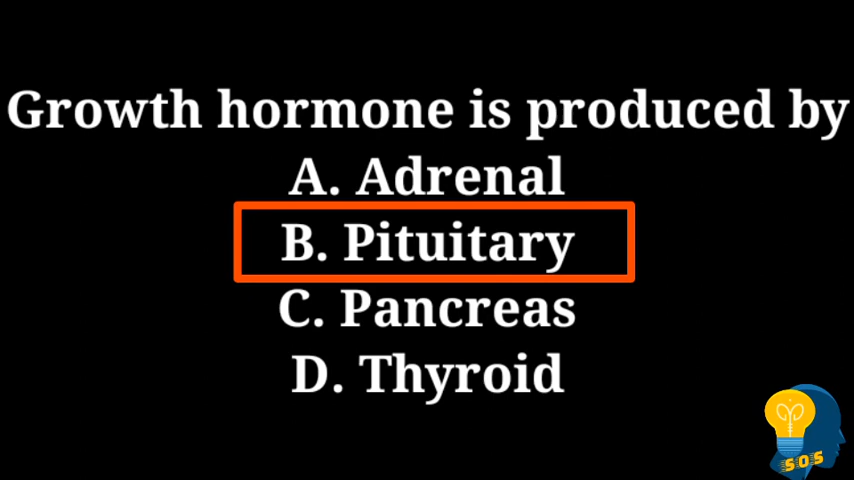 Growth hormone is produced by
A. Adrenal
B. Pituitary
C. Pancreas
D. Thyroid
SOS